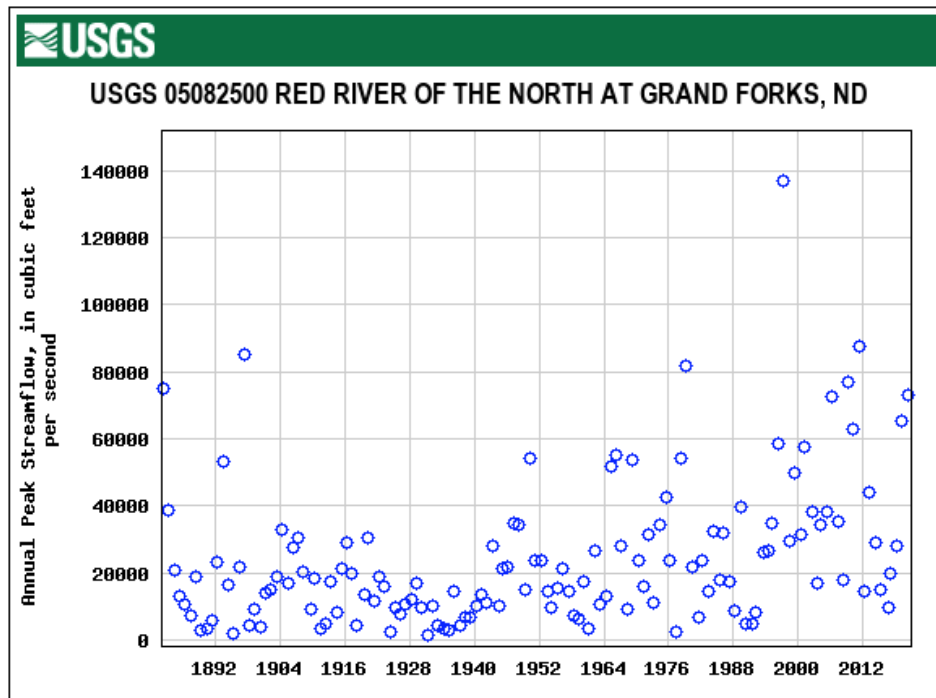 USGS
USGS 05082500 RED RIVER OF THE NORTH AT GRAND FORKS, ND
Annual Peak Streamflow, in cubic feet
per second
140000
120000
100000
80000
60000
40000
20000
0
1892 1904 1916 1928 1940 1952 1964 1976 1988 2000 2012